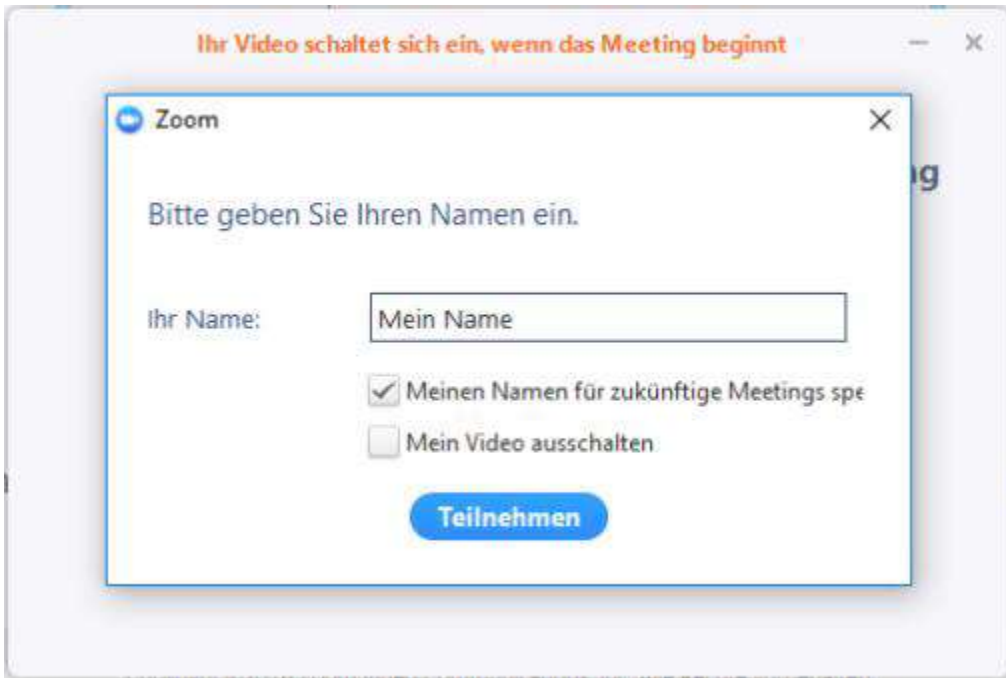 Ihr Video schaltet sich ein, wenn das Meeting beginnt
Zoom
Bitte geben Sie Ihren Namen ein.
Ihr Name:
Mein Name
Meinen Namen für zukünftige Meetings spe
Mein Video ausschalten
Teilnehmen